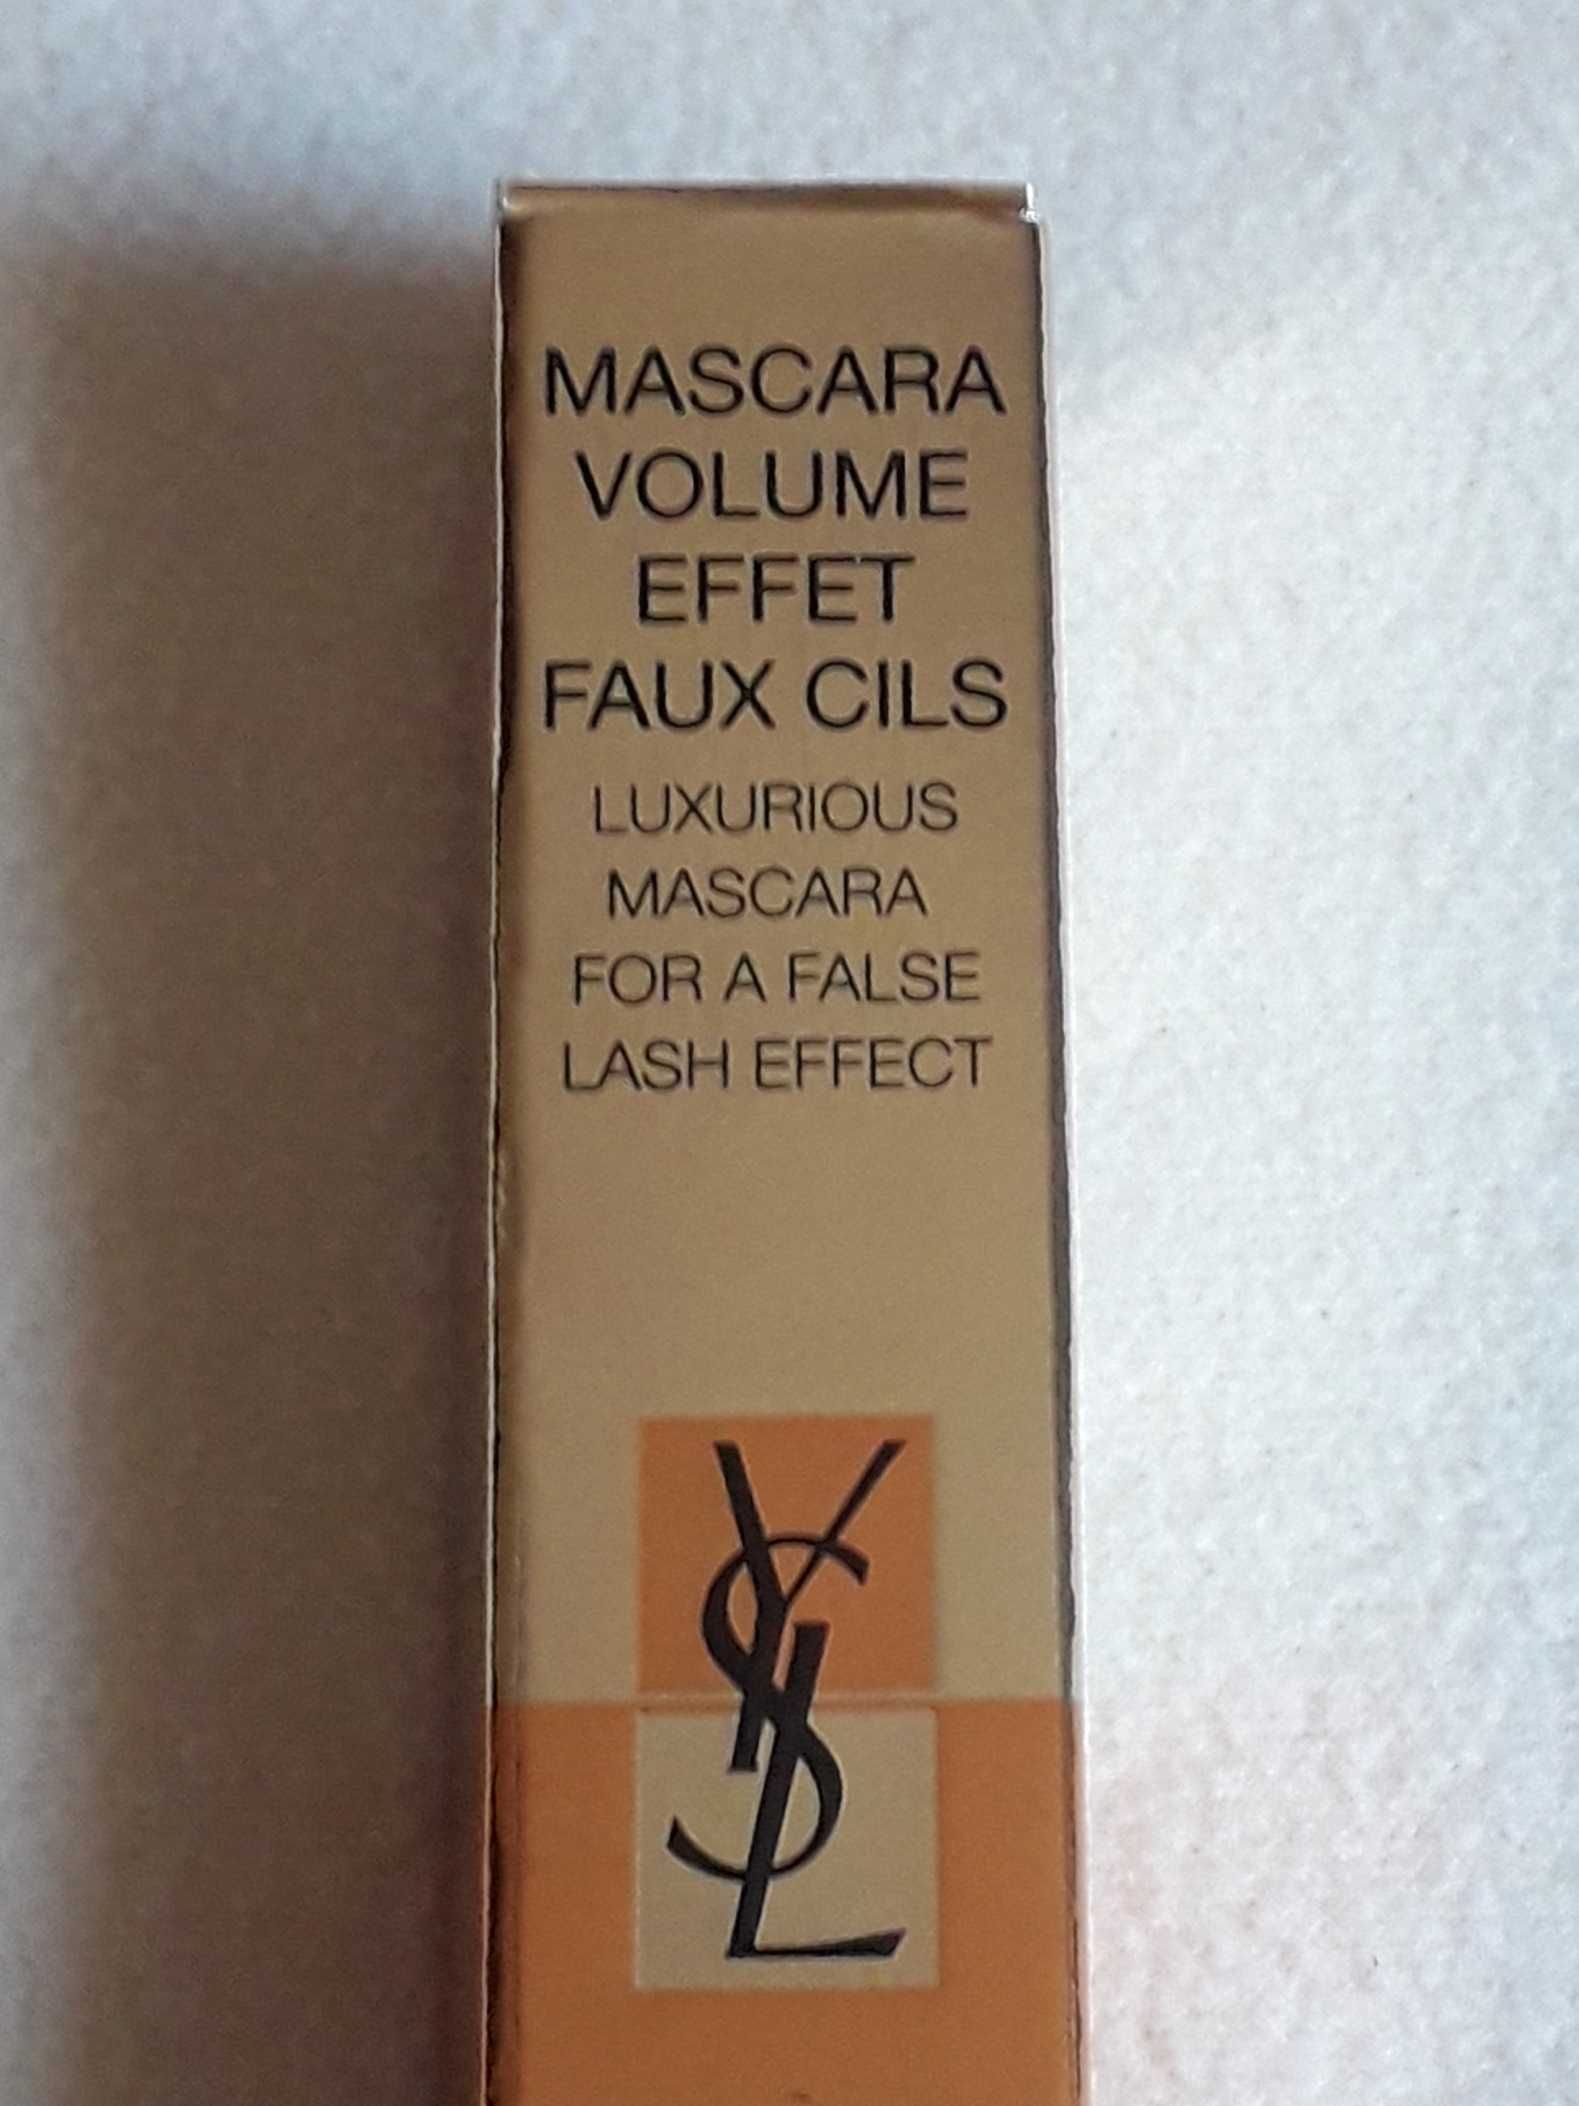 MASCARA
VOLUME
EFFET
FAUX CILS
LUXURIOUS
MASCARA
FOR A FALSE
LASH EFFECT
YSL